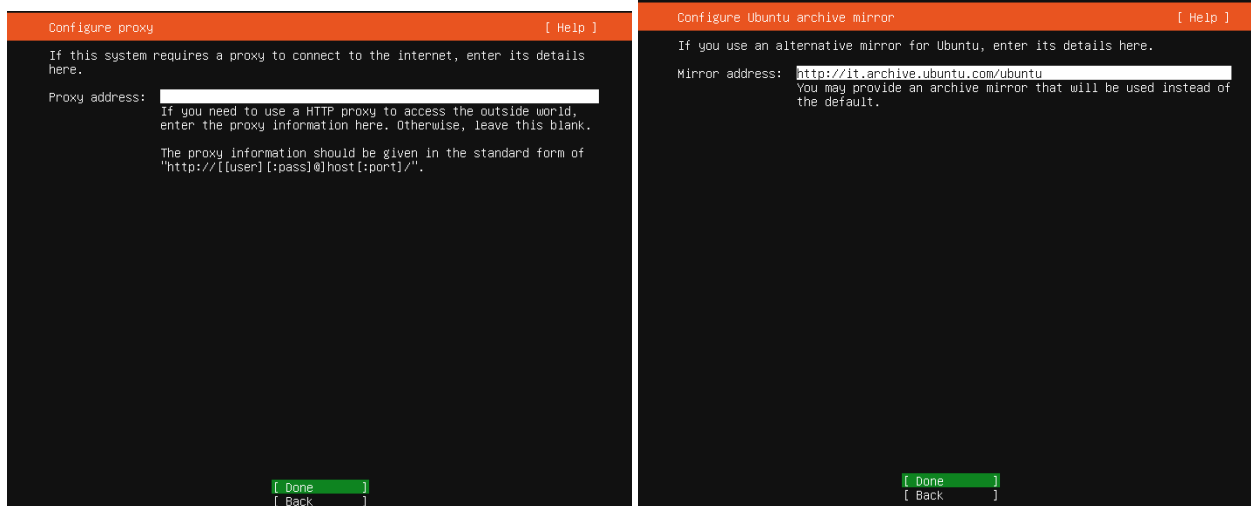 Configure proxy [ Help ]
If this system requires a proxy to connect to the internet, enter its details
here.
Proxy address:
If you need to use a HTTP proxy to access the outside world,
enter the proxy information here. Otherwise, leave this blank.
The proxy information should be given in the standard form of
"http://[[user][:pass]@]host[:port]/".
[ Done ]
[ Back ]
Configure Ubuntu archive mirror [ Help ]
If you use an alternative mirror for Ubuntu, enter its details here.
Mirror address: http://it.archive.ubuntu.com/ubuntu
You may provide an archive mirror that will be used instead of
the default.
[ Done ]
[ Back ]